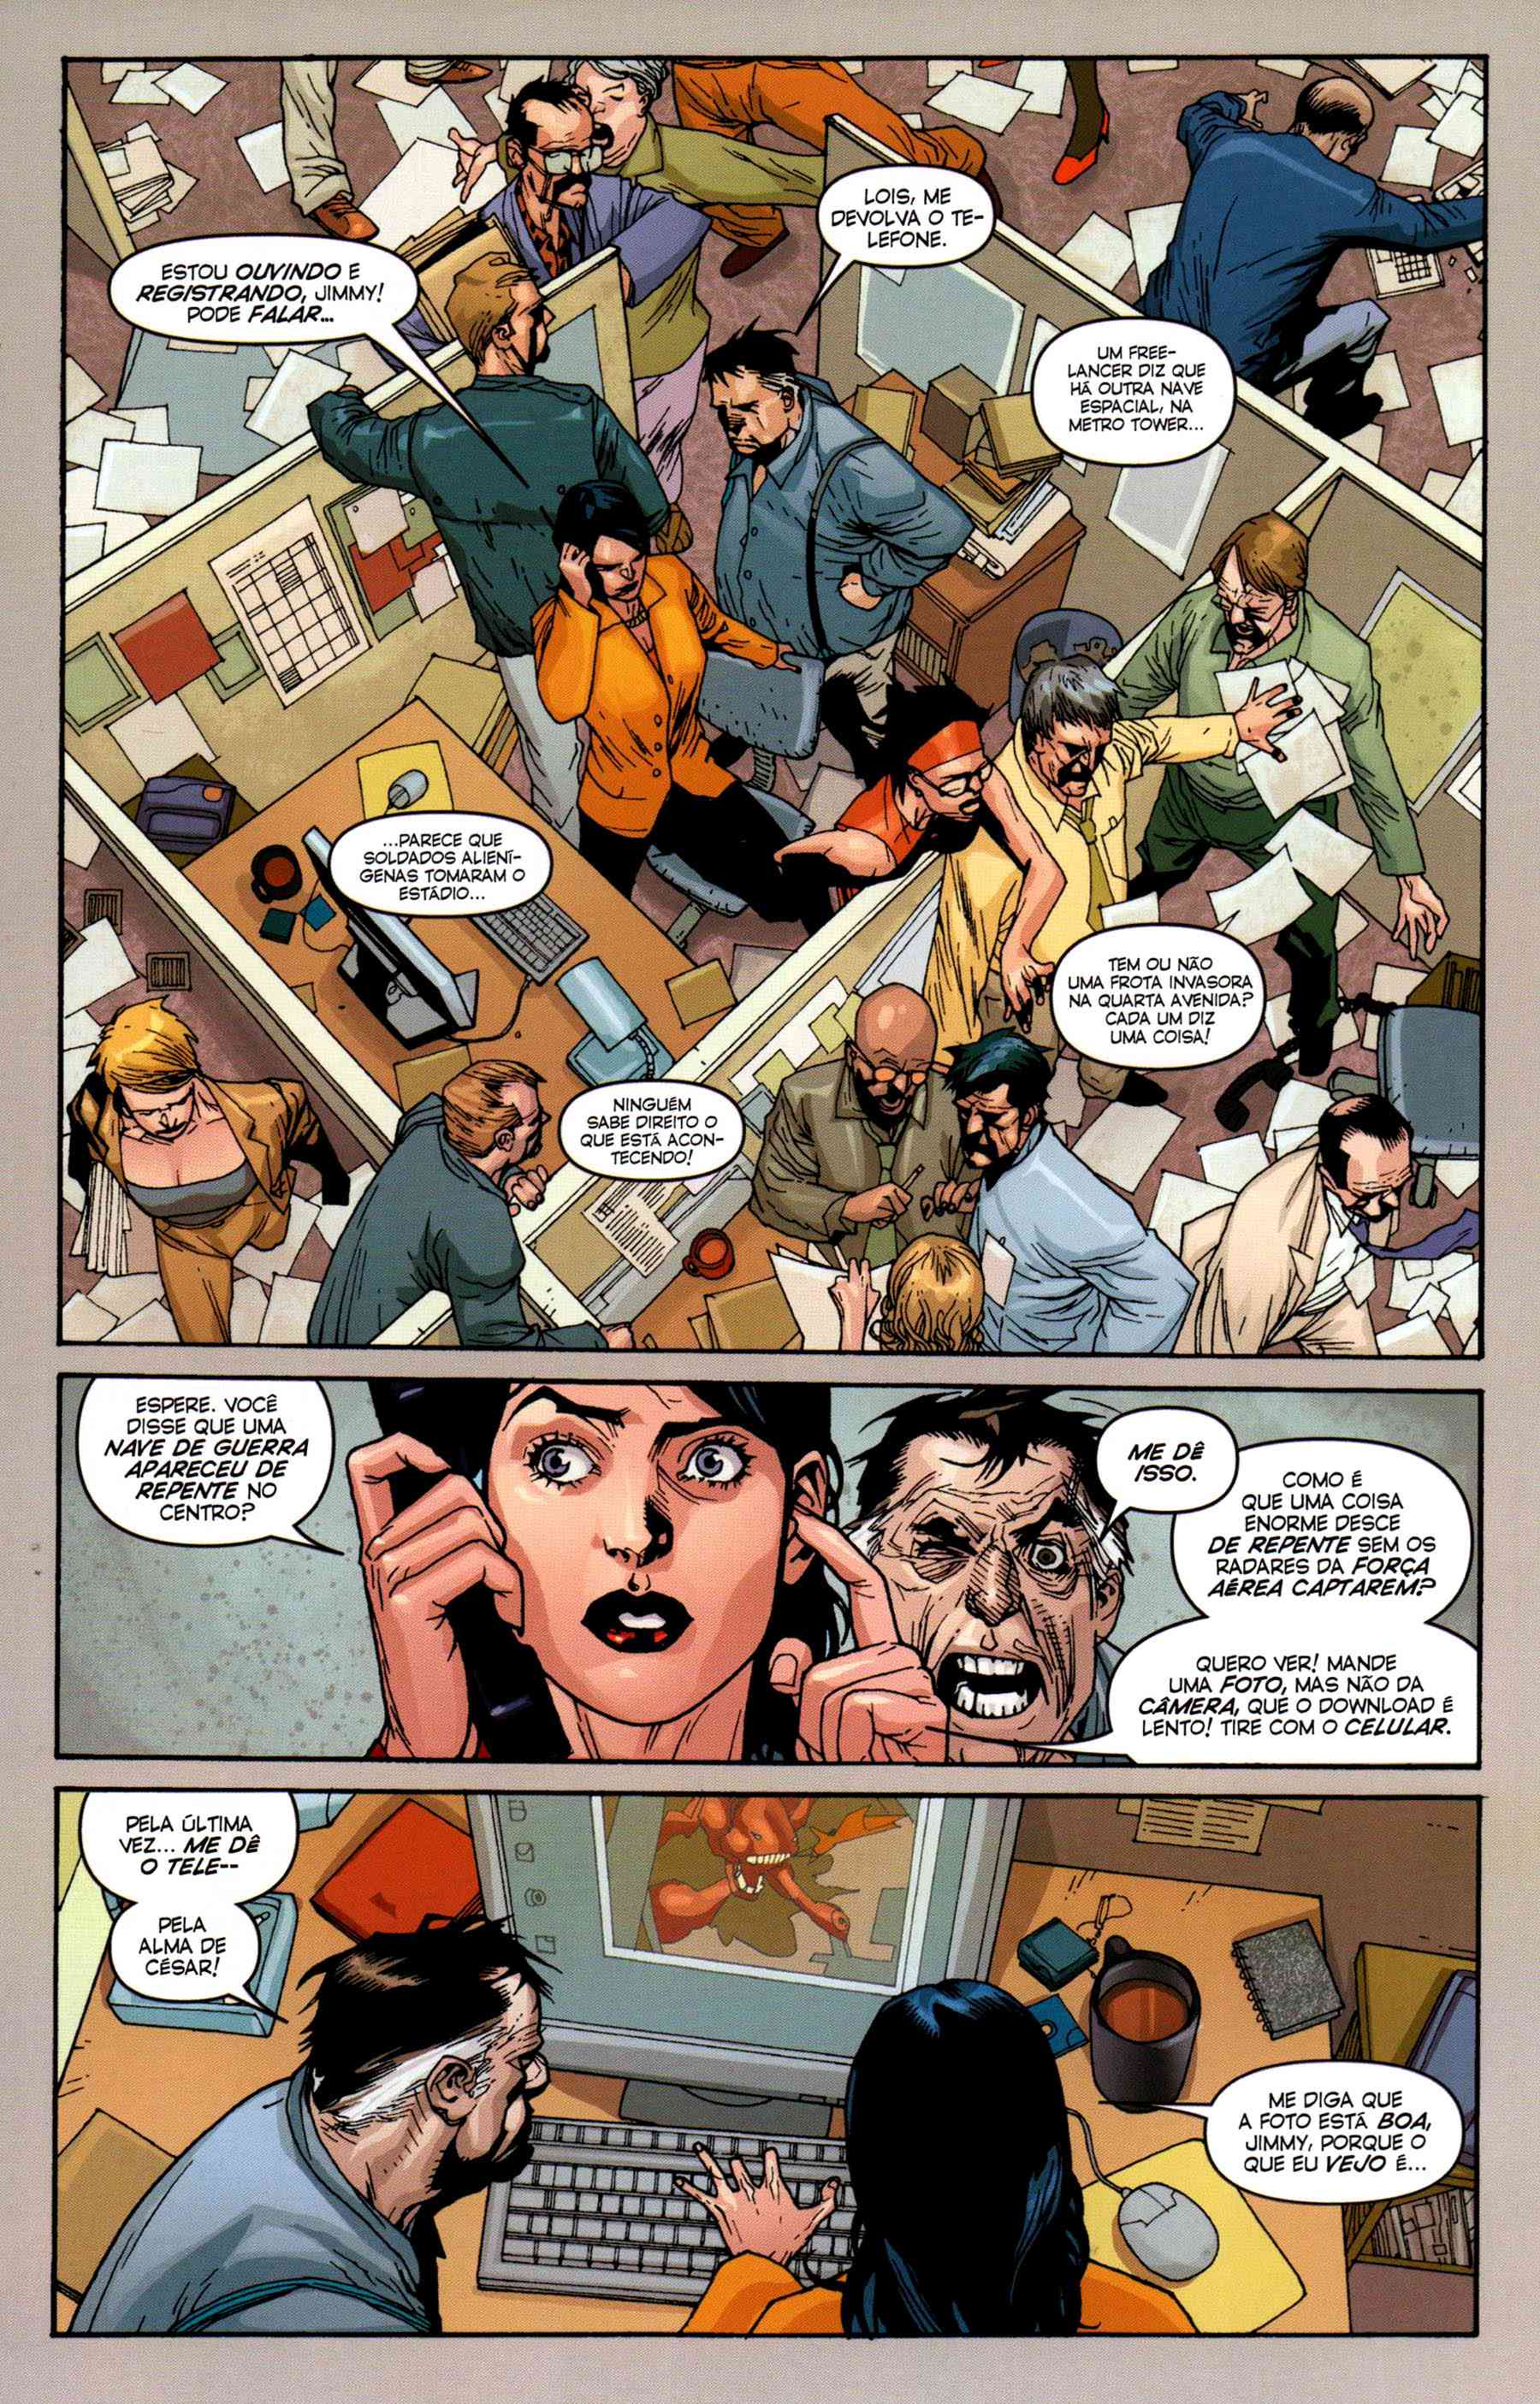 LOIS, ME
DEVOLVA O TE-
LEFONE.
ESTOU OUVINDO E
REGISTRANDO, JIMMY!
PODE FALAR...
UM FREE-
LANCER DIZ QUE
HÁ OUTRA NAVE
ESPACIAL, NA
METRO TOWER...
...PARECE QUE
SOLDADOS ALIENÍ-
GENAS TOMARAM O
ESTÁDIO...
TEM OU NÃO
UMA FROTA INVASORA
NA QUARTA AVENIDA?
CADA UM DIZ
UMA COISA!
NINGUÉM
SABE DIREITO O
QUE ESTÁ ACON-
TECENDO!
ESPERE. VOCÊ
DISSE QUE UMA
NAVE DE GUERRA
APARECEU DE
REPENTE NO
CENTRO?
ME DÊ
ISSO.
COMO É
QUE UMA COISA
ENORME DESCE
DE REPENTE SEM OS
RADARES DA FORÇA
AÉREA CAPTAREM?
QUERO VER! MANDE
UMA FOTO, MAS NÃO DA
CÂMERA, QUE O DOWNLOAD É
LENTO! TIRE COM O CELULAR.
PELA ÚLTIMA
VEZ... ME DÊ
O TELE--
PELA
ALMA DE
CÉSAR!
ME DIGA QUE
A FOTO ESTÁ BOA,
JIMMY, PORQUE O
QUE EU VEJO É...